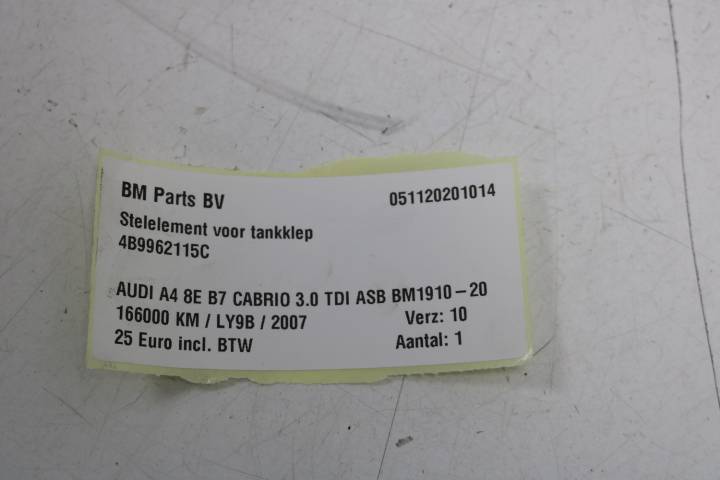 BM Parts BV 051120201014
Stelelement voor tankklep
4B9962115C
AUDI A4 8E B7 CABRIO 3.0 TDI ASB BM1910-20
166000 KM / LY9B / 2007 Verz: 10
25 Euro incl. BTW Aantal: 1